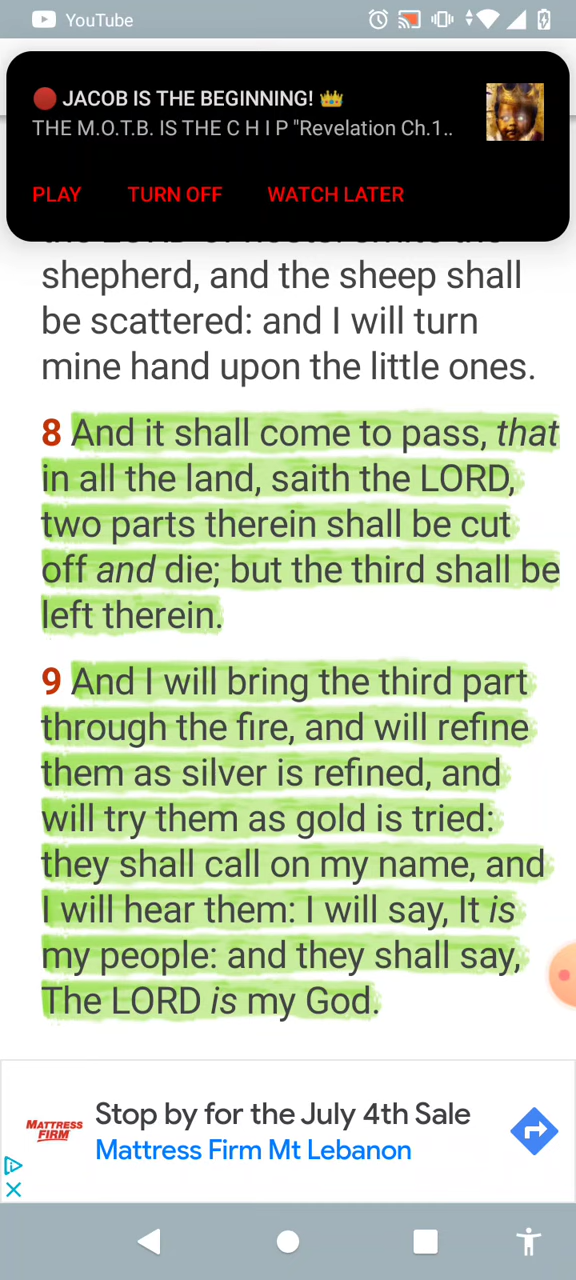 YouTube
JACOB IS THE BEGINNING!
THE M.O.T.B. IS THE C H I P "Revelation Ch.1..
PLAY TURN OFF WATCH LATER
shepherd, and the sheep shall
be scattered: and I will turn
mine hand upon the little ones.
8 And it shall come to pass, that
in all the land, saith the LORD,
two parts therein shall be cut
off and die; but the third shall be
left therein.
9 And I will bring the third part
through the fire, and will refine
them as silver is refined, and
will try them as gold is tried:
they shall call on my name, and
I will hear them: I will say, It is
my people: and they shall say,
The LORD is my God.
MATTRESS
FIRM
Stop by for the July 4th Sale
Mattress Firm Mt Lebanon